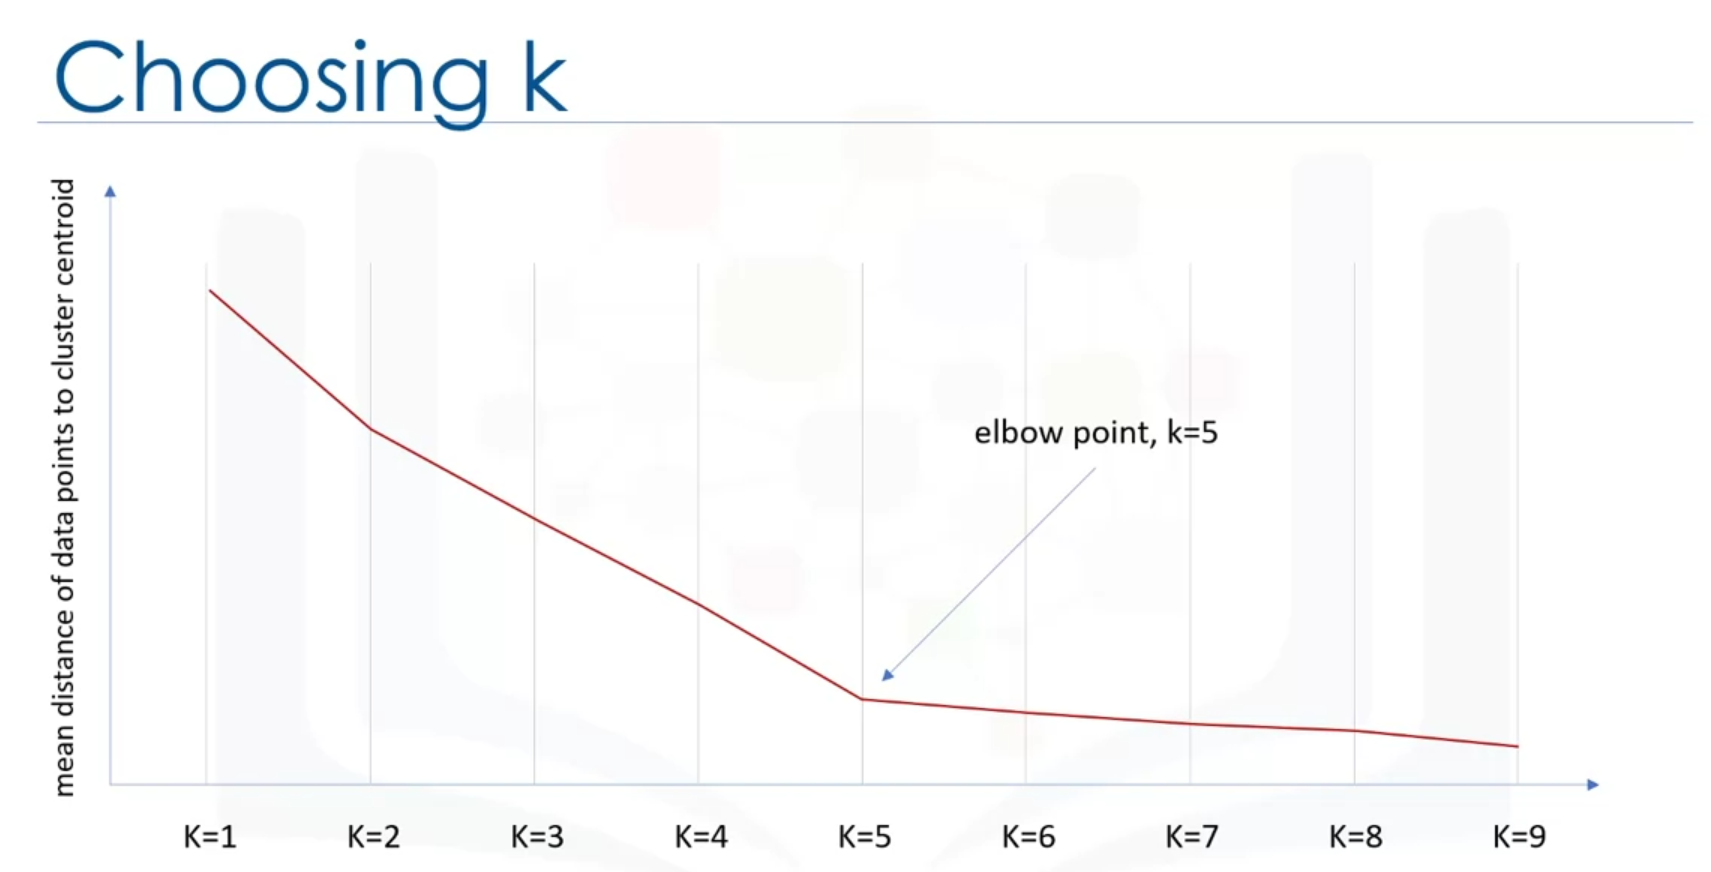 Choosing k
mean distance of data points to cluster centroid
elbow point, k=5
K=1 K=2 K=3 K=4 K=5 K=6 K=7 K=8 K=9